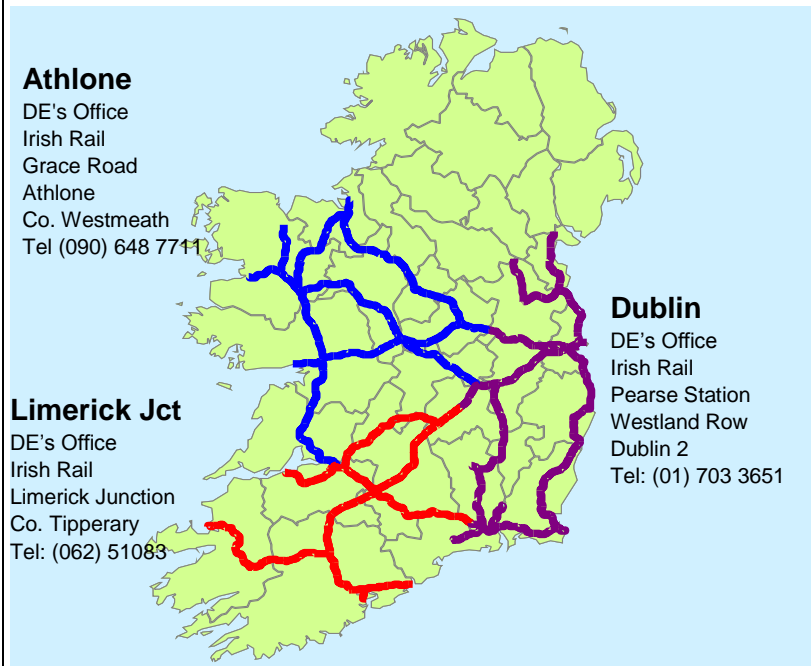 Athlone
DE's Office
Irish Rail
Grace Road
Athlone
Co. Westmeath
Tel (090) 648 7711
Dublin
DE's Office
Irish Rail
Pearse Station
Westland Row
Dublin 2
Tel: (01) 703 3651
Limerick Jct
DE's Office
Irish Rail
Limerick Junction
Co. Tipperary
Tel: (062) 51083